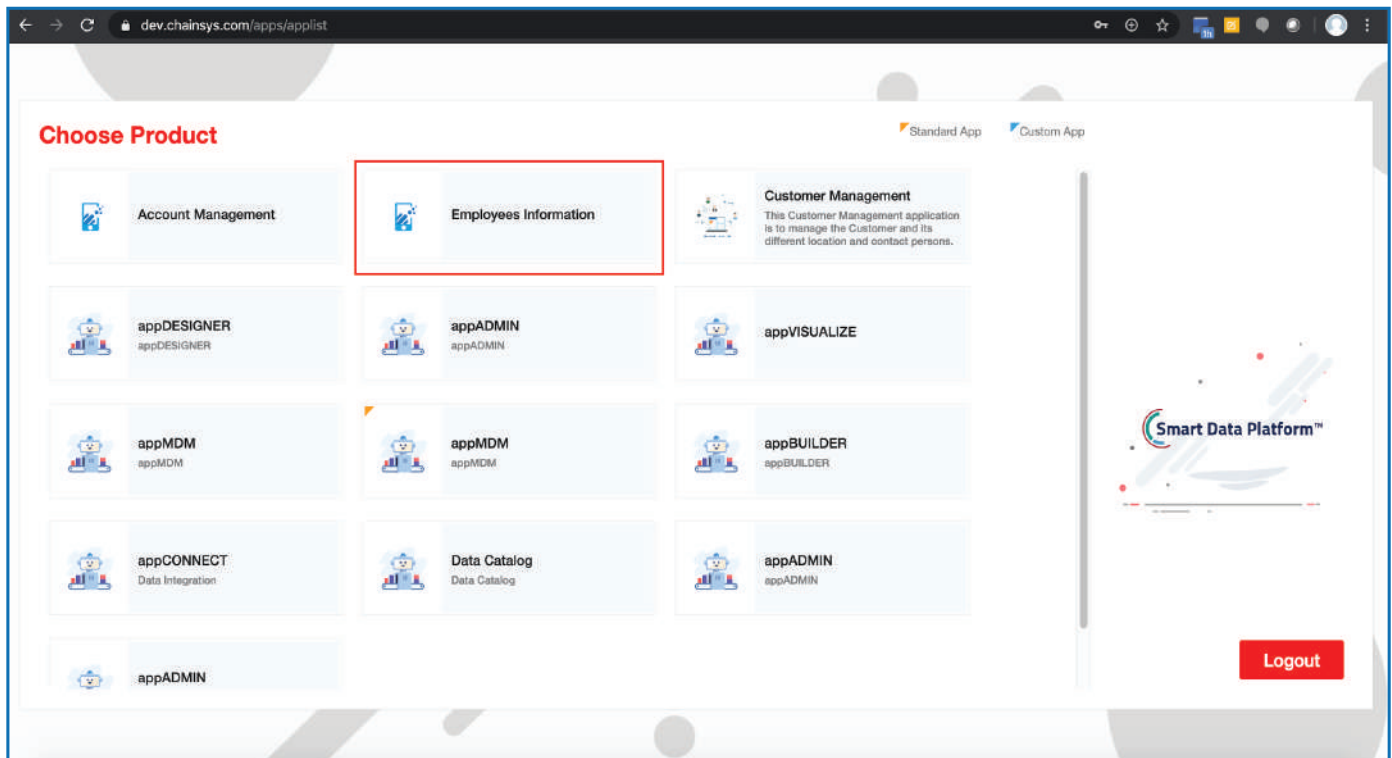 dev.chainsys.com/apps/applist
1h
Choose Product
Standard App
Custom App
Account Management
Employees Information
Customer Management
This Customer Management application
is to manage the Customer and its
different location and contact persons.
appDESIGNER
appDESIGNER
appADMIN
appADMIN
appVISUALIZE
appMDM
appMDM
appMDM
appMDM
appBUILDER
appBUILDER
Smart Data Platform™
appCONNECT
Data Integration
Data Catalog
Data Catalog
appADMIN
appADMIN
appADMIN
Logout